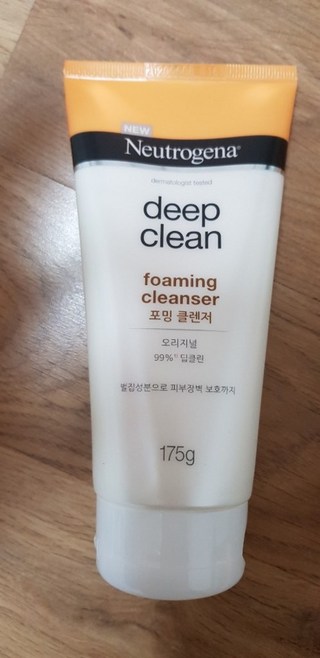 NEW
Neutrogena®
dermatologist tested
deep
clean
foaming
cleanser
포밍 클렌저
오리지널
99%¹⁾ 딥클린
벌집성분으로 피부장벽 보호까지
175g